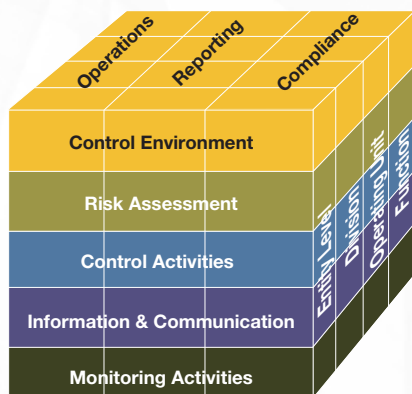 Operations
Reporting
Compliance
Control Environment
Risk Assessment
Control Activities
Information & Communication
Monitoring Activities
Entity Level
Division
Operating Unit
Function